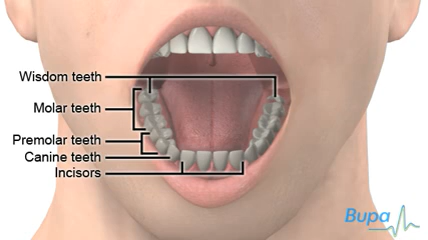 Wisdom teeth
Molar teeth
Premolar teeth
Canine teeth
Incisors
Bupa